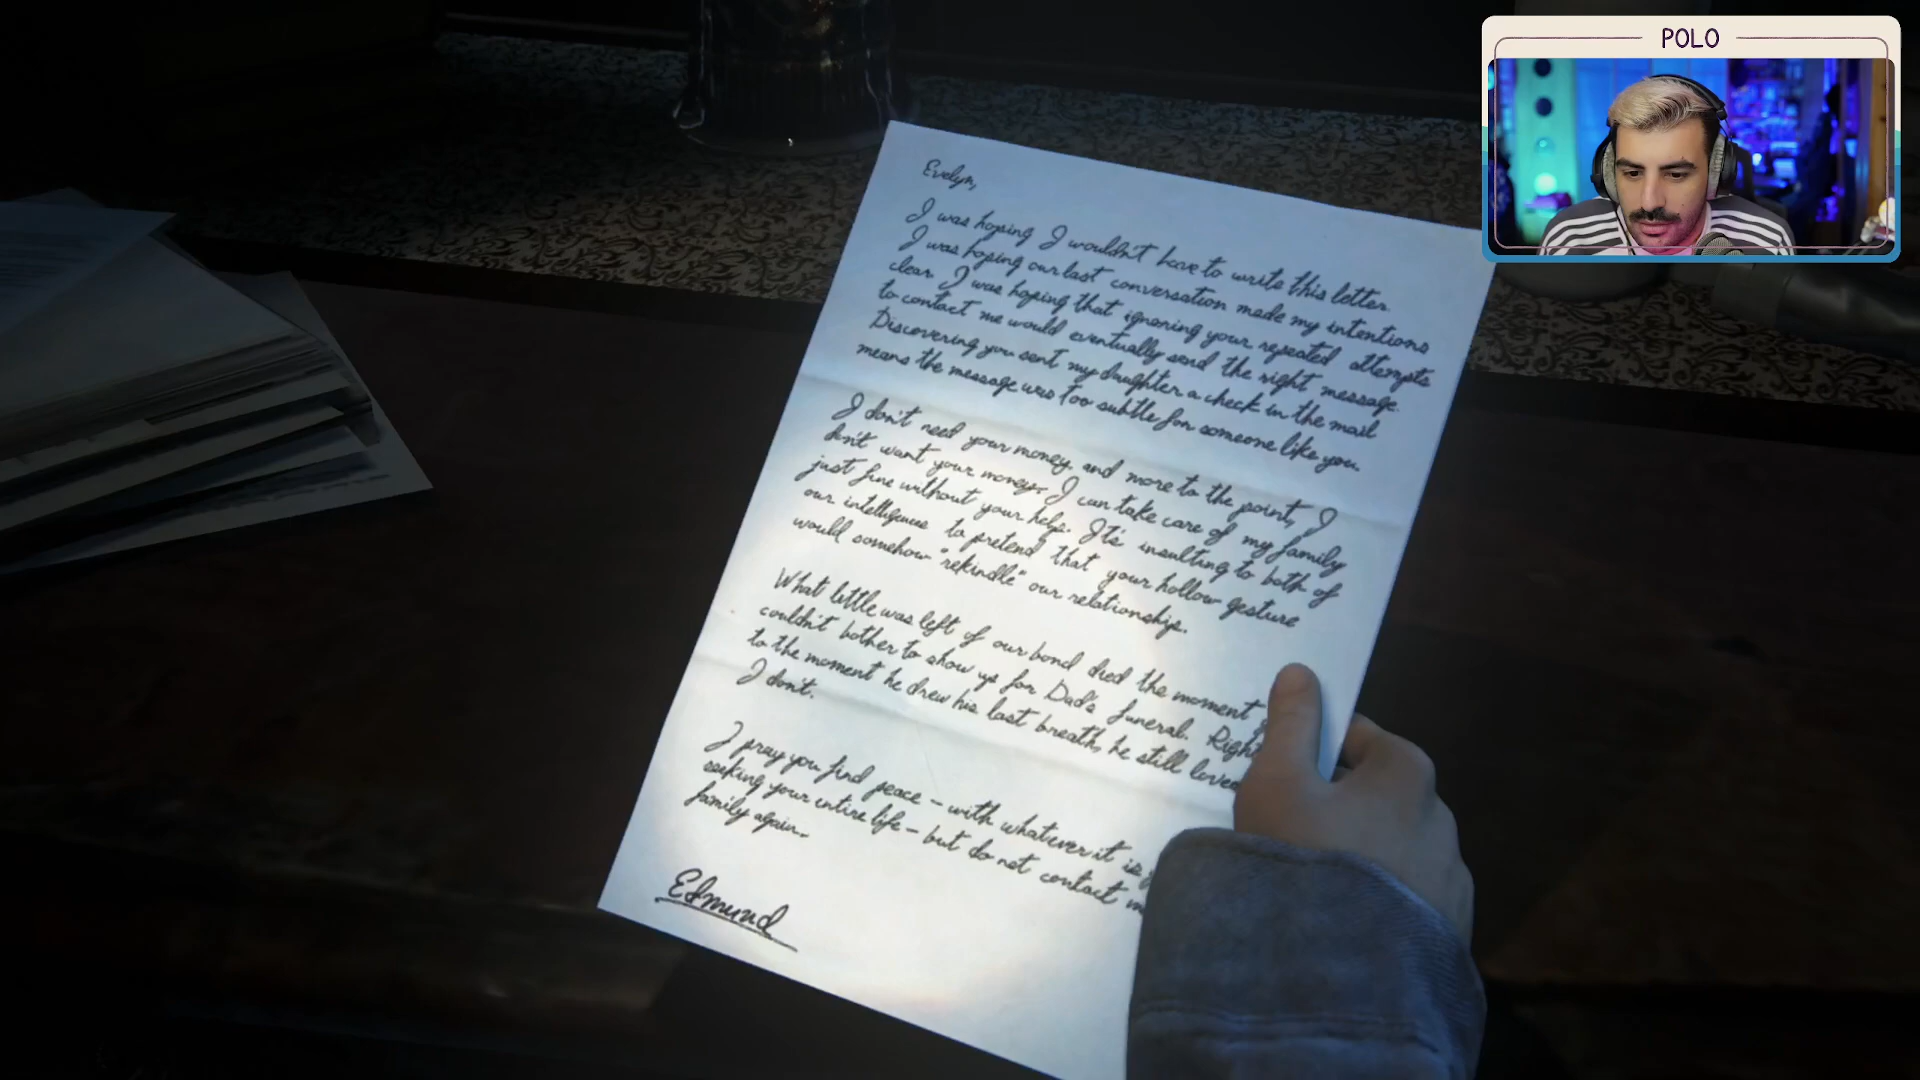 POLO
Evelyn,
I was hoping I wouldn't have to write this letter.
I was hoping our last conversation made my intentions
clear. I was hoping that ignoring your repeated attempts
to contact me would eventually send the right message.
Discovering you sent my daughter a check in the mail
means the message was too subtle for someone like you.
I don't need your money, and more to the point, I
don't want your money. I can take care of my family
just fine without your help. It's insulting to both of
our intelligences to pretend that your hollow gesture
would somehow "rekindle" our relationship.
What little was left of our bond died the moment
couldn't bother to show up for Dad's funeral. Right
to the moment he drew his last breath, he still loved
I don't.
I pray you find peace - with whatever it is
seeking your entire life - but do not contact
family again.
Edmund